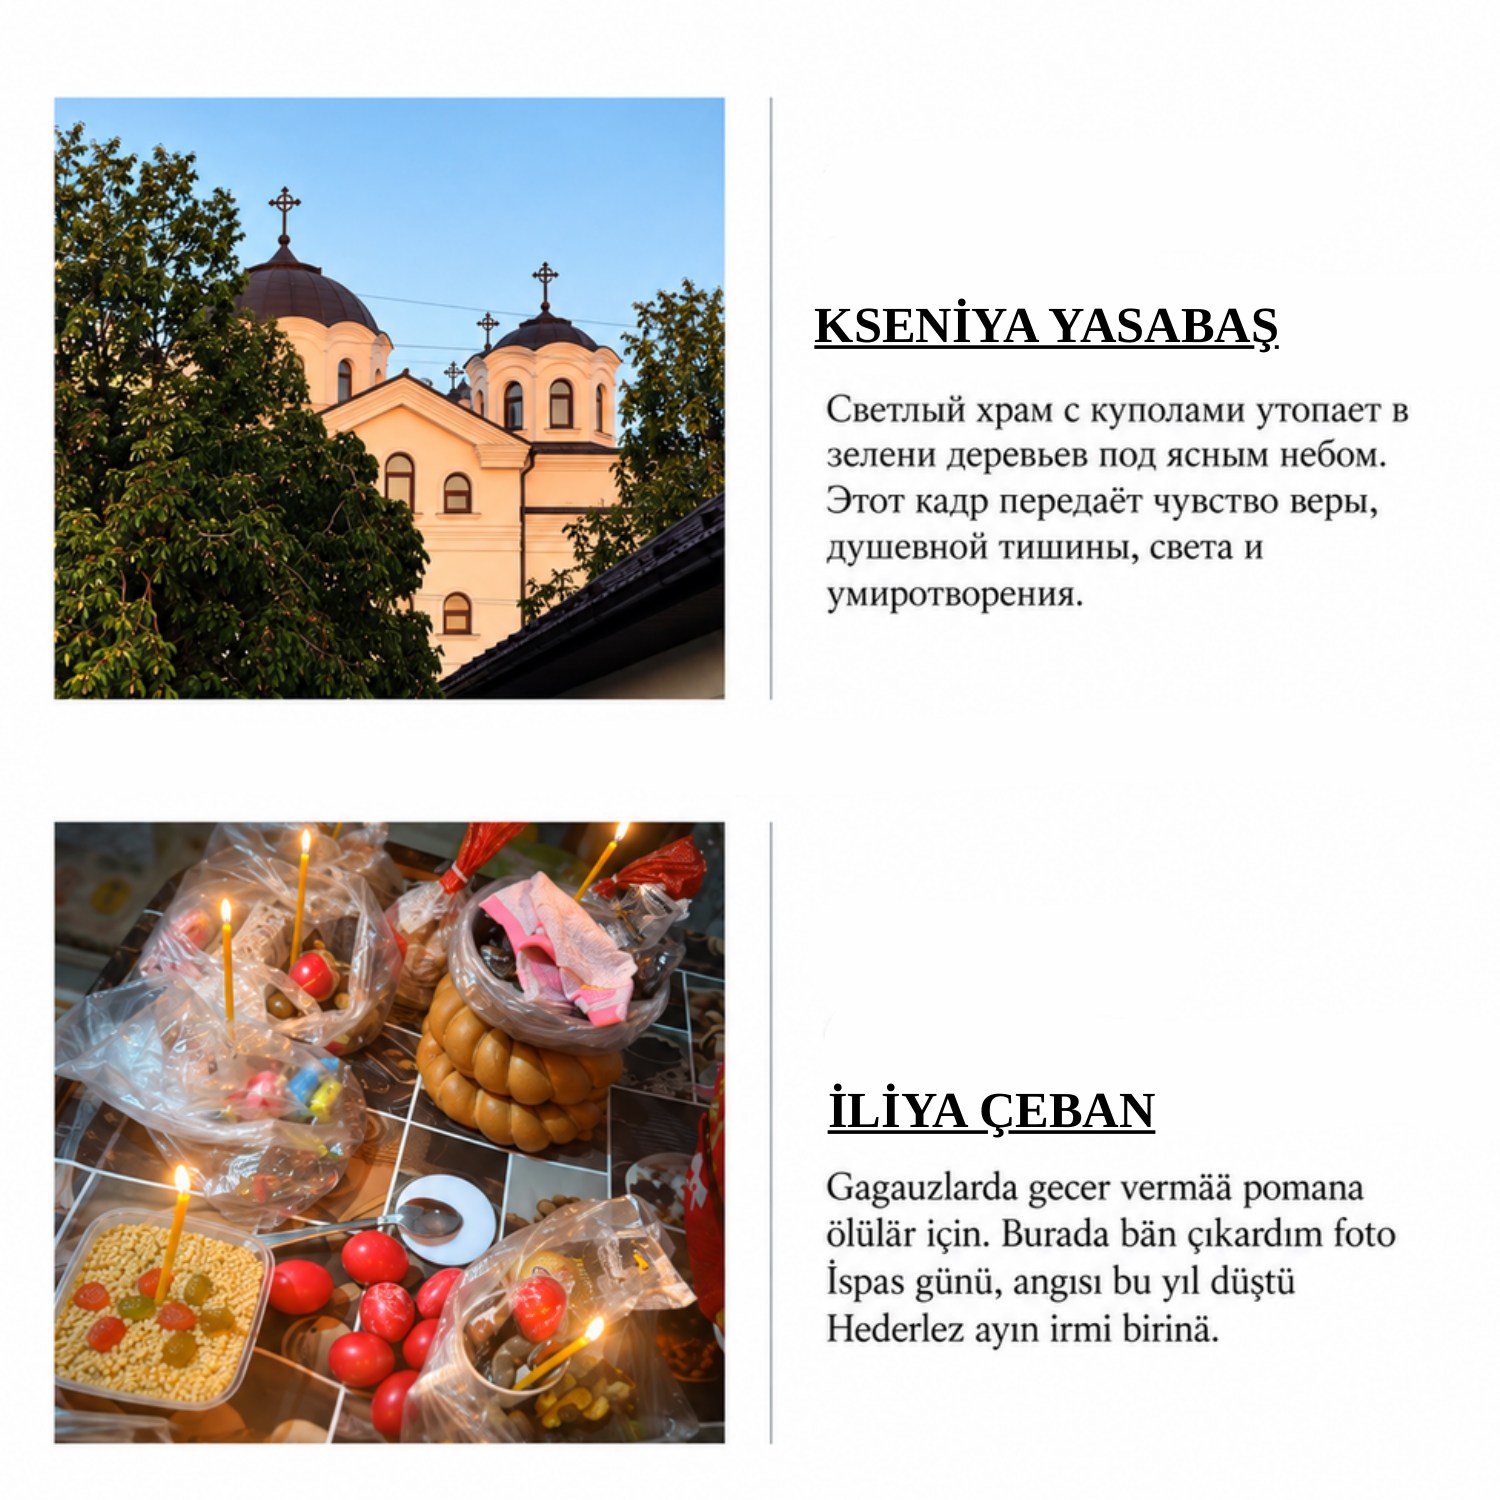 KSENİYA YASABAŞ
Светлый храм с куполами утопает в
зелени деревьев под ясным небом.
Этот кадр передаёт чувство веры,
душевной тишины, света и
умиротворения.
İLİYA ÇEBAN
Gagauzlarda gecer vermää pomana
ölülär için. Burada bän çıkardım foto
İspas günü, angısı bu yıl düştü
Hederlez ayın irmi birinä.